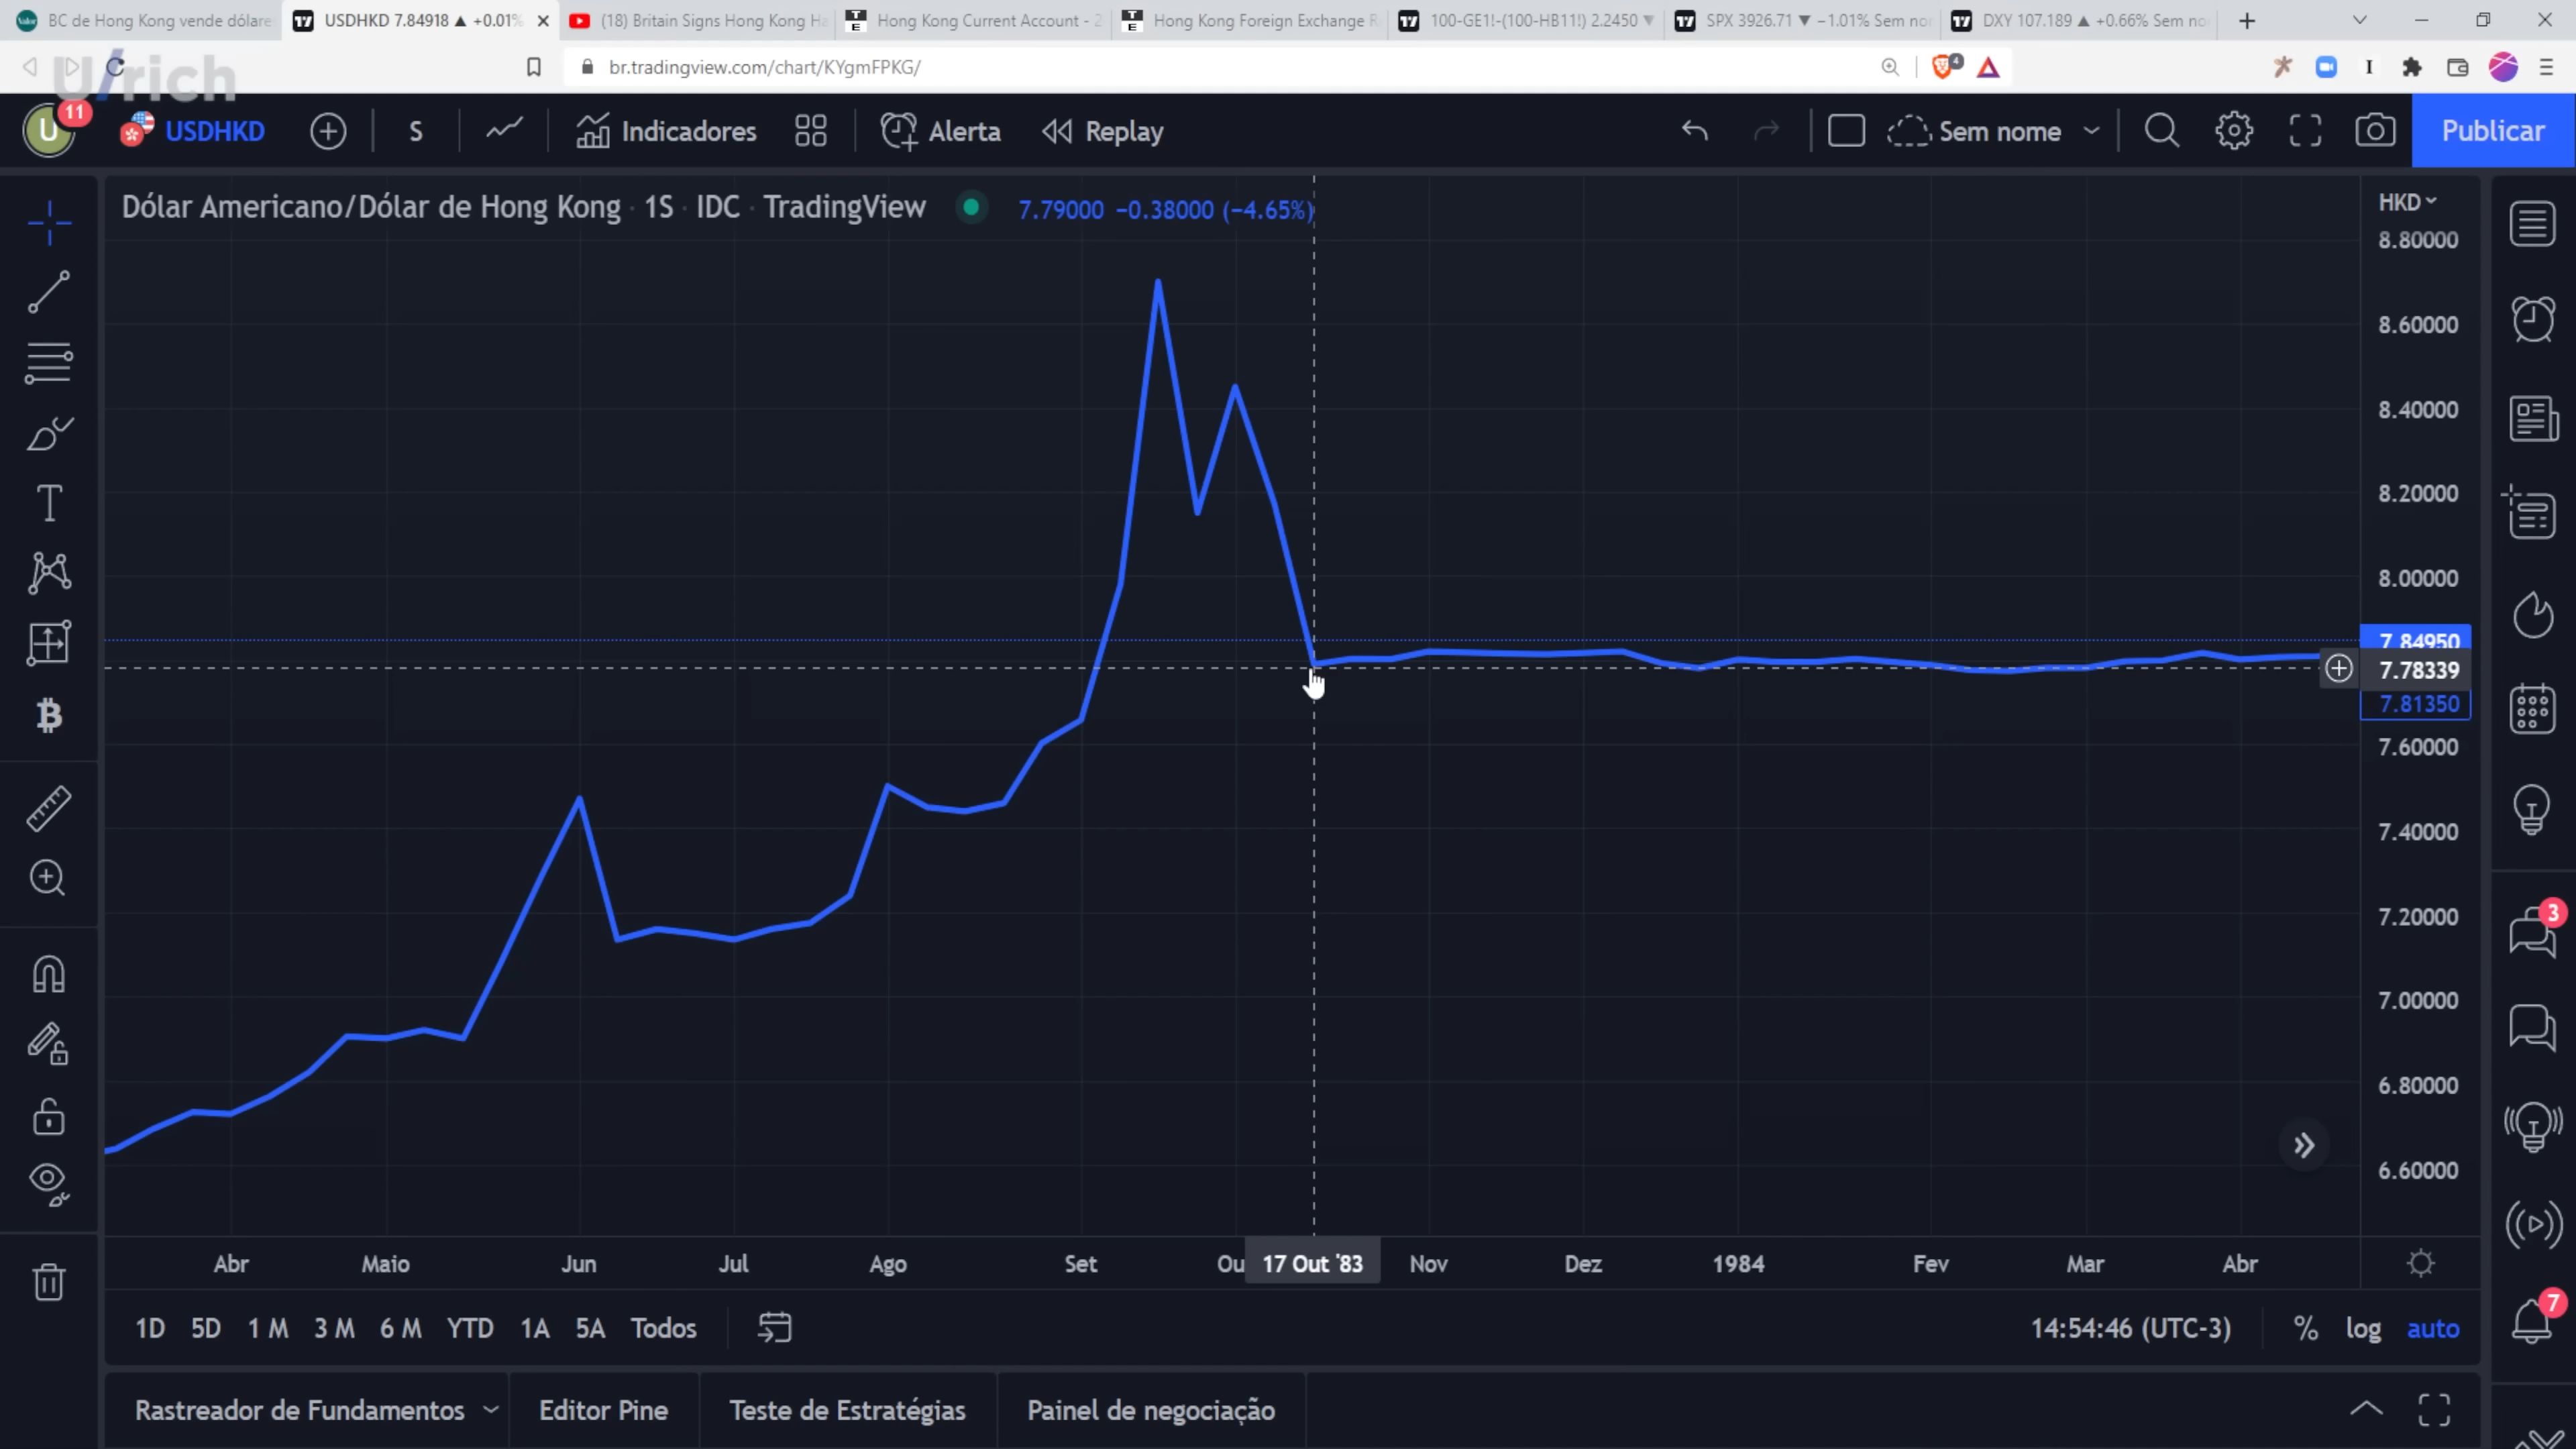 BC de Hong Kong vende dólare
USDHKD 7.84918 ▲ +0.01%
(18) Britain Signs Hong Kong Ha
Hong Kong Current Account - 2
Hong Kong Foreign Exchange R
100-GE1!-(100-HB11!) 2.2450 ▼
SPX 3926.71 ▼ −1.01% Sem no
DXY 107.189 ▲ +0.66% Sem no
Ulrich
br.tradingview.com/chart/KYgmFPKG/
4
U
11
USDHKD
S
Indicadores
Alerta
Replay
Sem nome
Publicar
Dólar Americano/Dólar de Hong Kong · 1S · IDC · TradingView
7.79000 −0.38000 (−4.65%)
HKD
8.80000
8.60000
8.40000
8.20000
8.00000
7.84950
7.78339
7.81350
7.60000
7.40000
7.20000
7.00000
6.80000
6.60000
3
7
Abr Maio Jun Jul Ago Set Ou 17 Out '83 Nov Dez 1984 Fev Mar Abr
1D 5D 1 M 3 M 6 M YTD 1A 5A Todos
14:54:46 (UTC-3) % log auto
Rastreador de Fundamentos Editor Pine Teste de Estratégias Painel de negociação